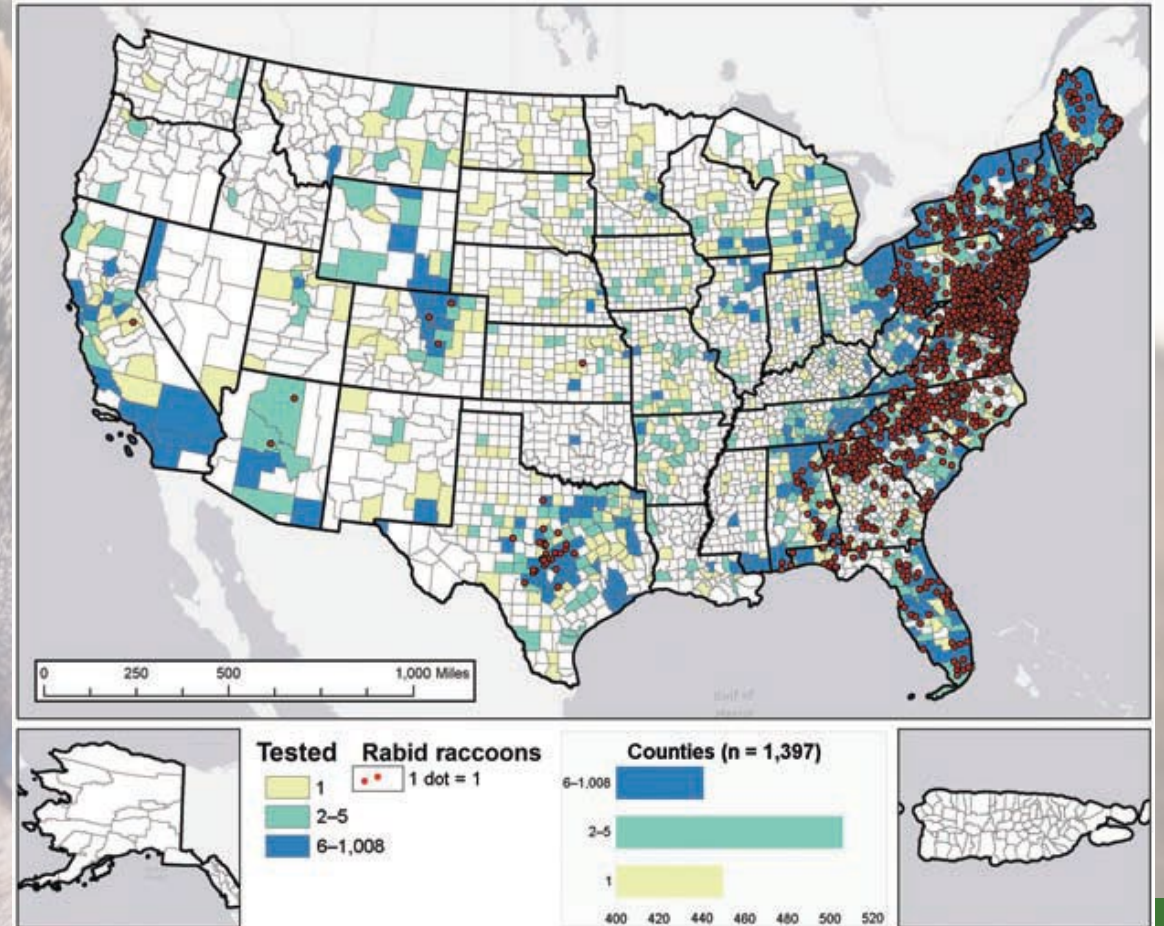 0 250 500 1,000 Miles
Tested Rabid raccoons
1
2–5
6–1,008
1 dot = 1
Counties (n = 1,397)
6–1,008
2–5
1
400 420 440 460 480 500 520